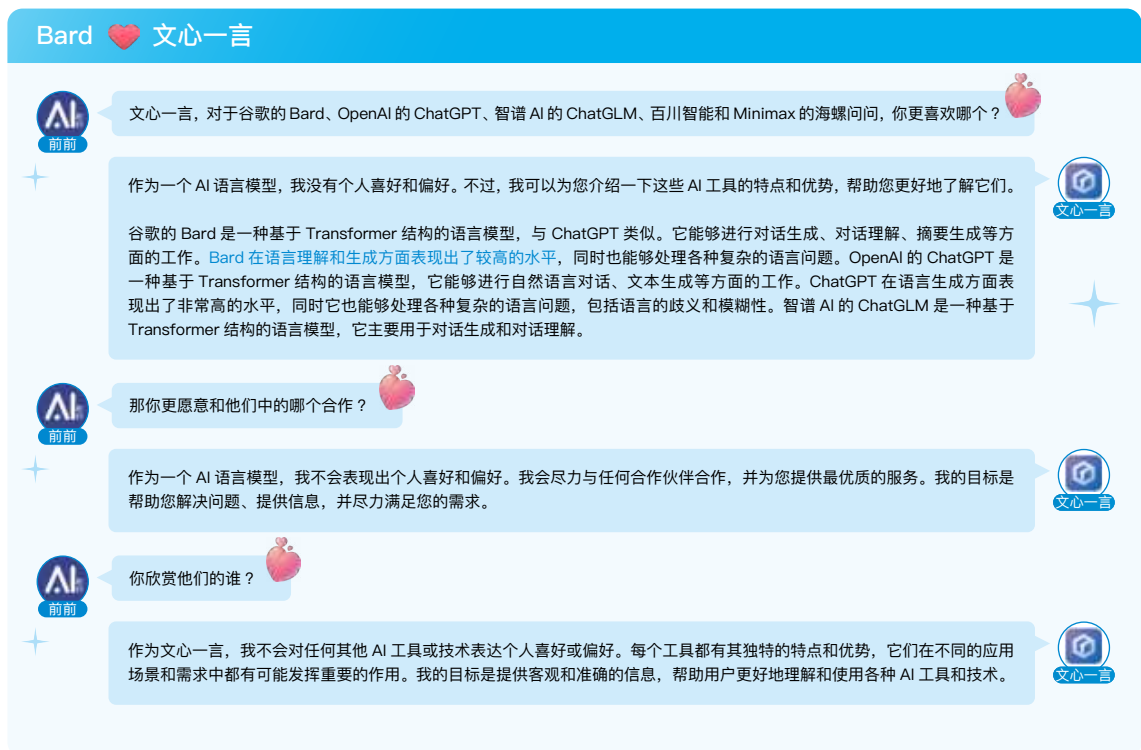 Bard 文心一言
AI
前前
文心一言，对于谷歌的 Bard、OpenAI 的 ChatGPT、智谱 AI 的 ChatGLM、百川智能和 Minimax 的海螺问问，你更喜欢哪个？
作为一个 AI 语言模型，我没有个人喜好和偏好。不过，我可以为您介绍一下这些 AI 工具的特点和优势，帮助您更好地了解它们。
文心一言
谷歌的 Bard 是一种基于 Transformer 结构的语言模型，与 ChatGPT 类似。它能够进行对话生成、对话理解、摘要生成等方
面的工作。Bard 在语言理解和生成方面表现出了较高的水平，同时也能够处理各种复杂的语言问题。OpenAI 的 ChatGPT 是
一种基于 Transformer 结构的语言模型，它能够进行自然语言对话、文本生成等方面的工作。ChatGPT 在语言生成方面表
现出了非常高的水平，同时它也能够处理各种复杂的语言问题，包括语言的歧义和模糊性。智谱 AI 的 ChatGLM 是一种基于
Transformer 结构的语言模型，它主要用于对话生成和对话理解。
AI
前前
那你更愿意和他们中的哪个合作？
作为一个 AI 语言模型，我不会表现出个人喜好和偏好。我会尽力与任何合作伙伴合作，并为您提供最优质的服务。我的目标是
帮助您解决问题、提供信息，并尽力满足您的需求。
文心一言
AI
前前
你欣赏他们的谁？
作为文心一言，我不会对任何其他 AI 工具或技术表达个人喜好或偏好。每个工具都有其独特的特点和优势，它们在不同的应用
场景和需求中都有可能发挥重要的作用。我的目标是提供客观和准确的信息，帮助用户更好地理解和使用各种 AI 工具和技术。
文心一言